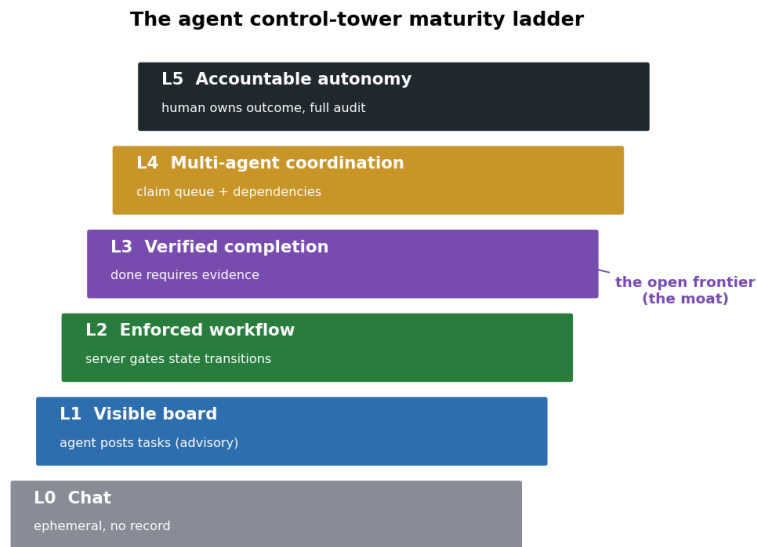 The agent control-tower maturity ladder
L5  Accountable autonomy
human owns outcome, full audit
L4  Multi-agent coordination
claim queue + dependencies
L3  Verified completion
done requires evidence
the open frontier
(the moat)
L2  Enforced workflow
server gates state transitions
L1  Visible board
agent posts tasks (advisory)
L0  Chat
ephemeral, no record